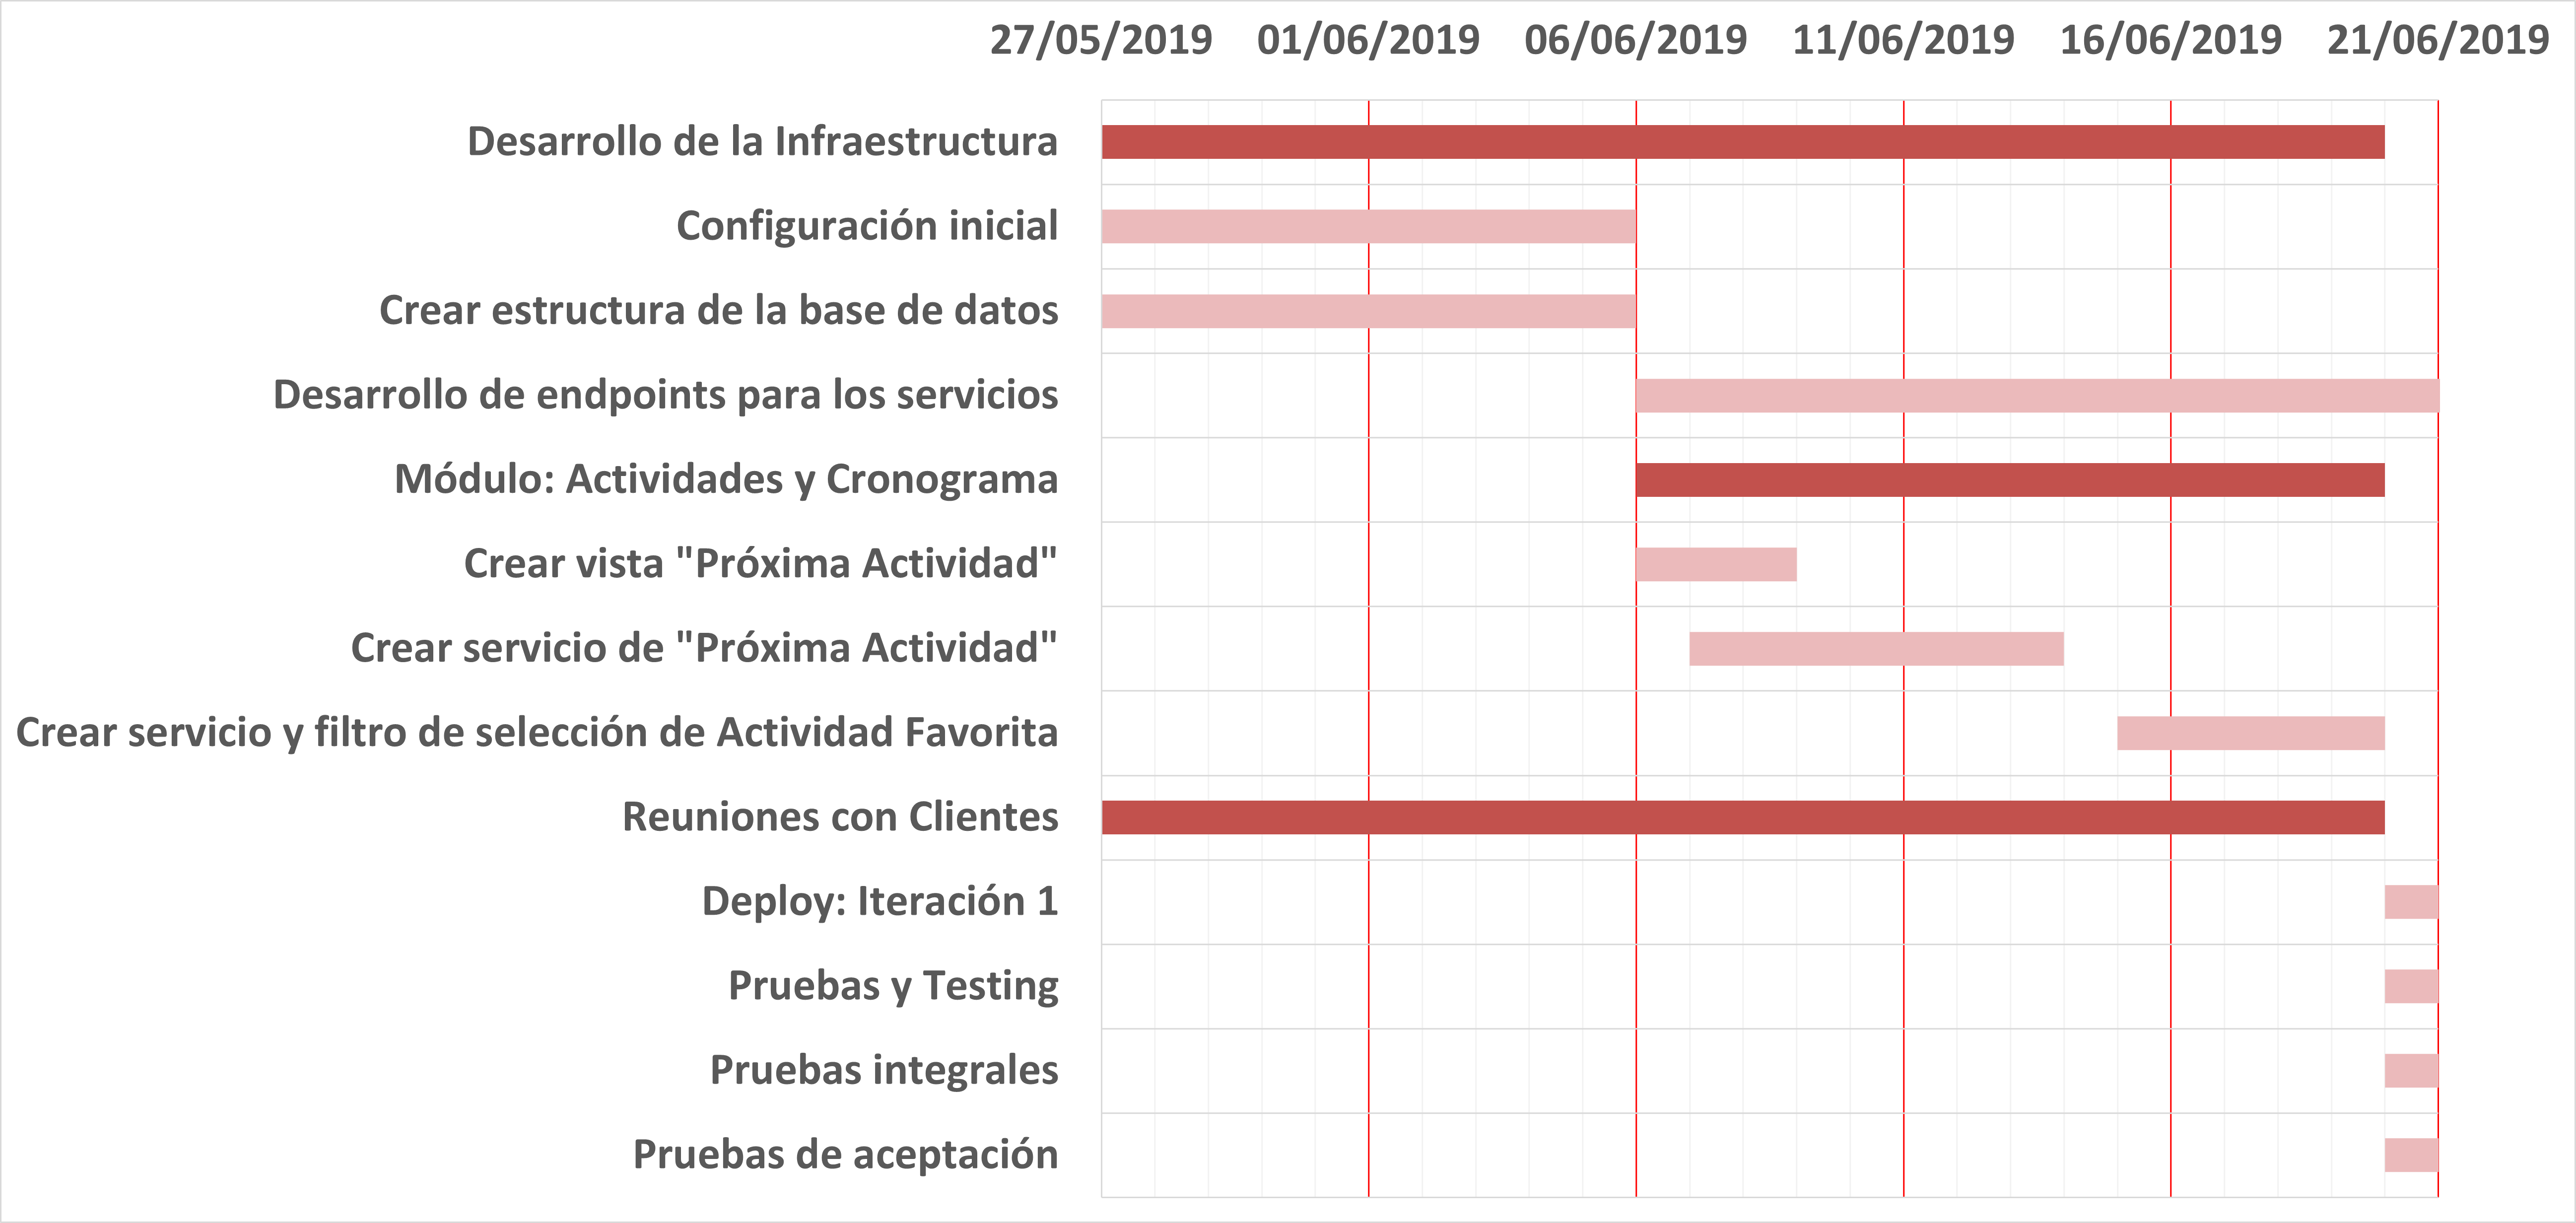 27/05/2019 01/06/2019 06/06/2019 11/06/2019 16/06/2019 21/06/2019
Desarrollo de la Infraestructura
Configuración inicial
Crear estructura de la base de datos
Desarrollo de endpoints para los servicios
Módulo: Actividades y Cronograma
Crear vista "Próxima Actividad"
Crear servicio de "Próxima Actividad"
Crear servicio y filtro de selección de Actividad Favorita
Reuniones con Clientes
Deploy: Iteración 1
Pruebas y Testing
Pruebas integrales
Pruebas de aceptación